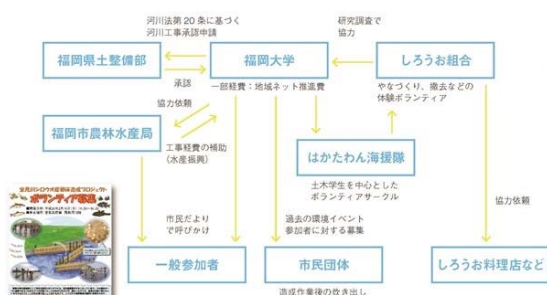 河川法第20条に基づく
河川工事承認申請
研究調査で
協力
福岡県土整備部
福岡大学
しろうお組合
承認
一部経費：地域ネット推進費
やなづくり、撤去などの
体験ボランティア
協力依頼
福岡市農林水産局
工事経費の補助
(水産振興)
はかたわん海援隊
土木学生を中心とした
ボランティアサークル
協力依頼
ボランティア募集
市民だより
で呼びかけ
過去の環境イベント
参加者に対する募集
一般参加者
市民団体
しろうお料理店など
造成作業後の炊き出し